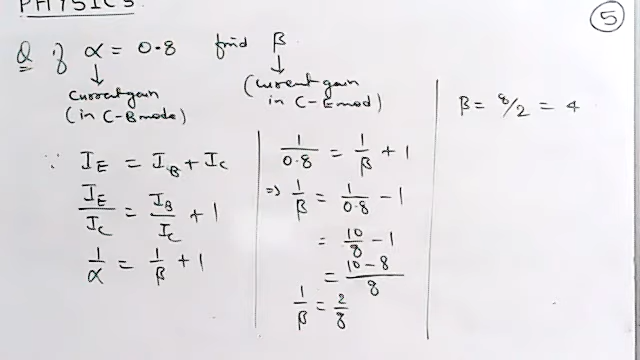 PHYSICS
5
Q If α = 0.8 find β
↓ Current gain (in C-B mode)
↓ (Current gain in C-E mod)
∵ I_E = I_B + I_C
I_E/I_C = I_B/I_C + 1
1/α = 1/β + 1
1/0.8 = 1/β + 1
⇒ 1/β = 1/0.8 - 1
= 10/8 - 1
= (10-8)/8
1/β = 2/8
β = 8/2 = 4